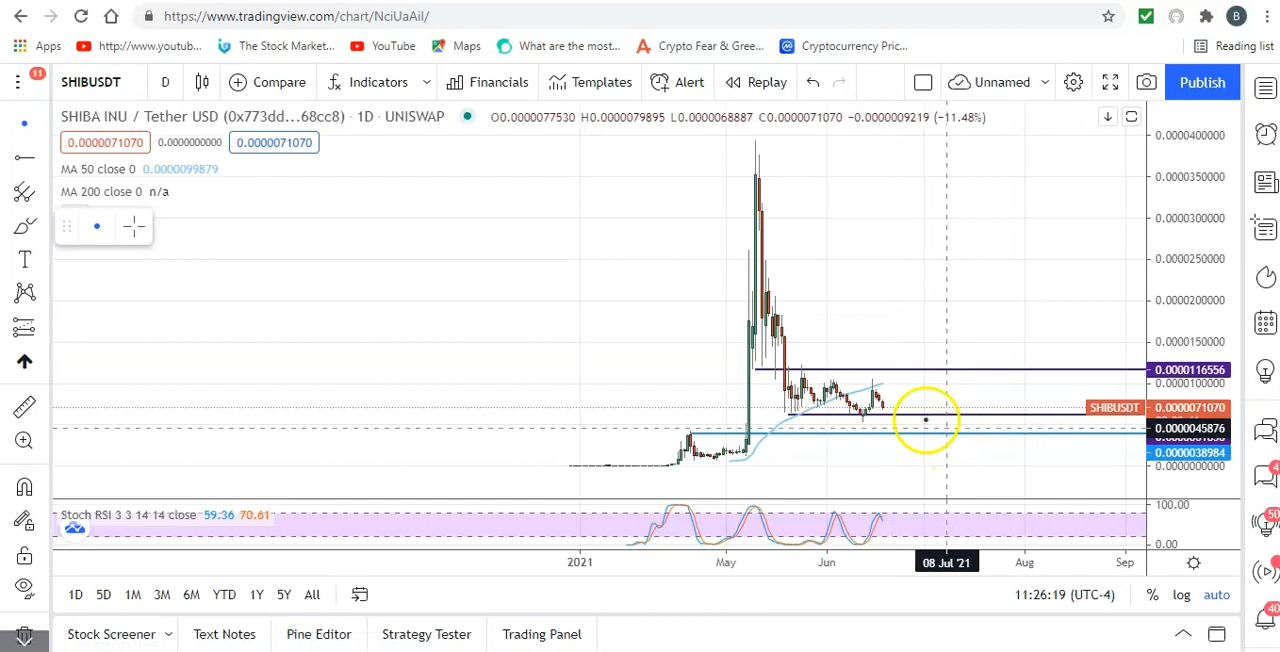 https://www.tradingview.com/chart/NciUaAiI/
B
Apps
http://www.youtub...
The Stock Market...
YouTube
Maps
What are the most...
Crypto Fear & Gree...
Cryptocurrency Pric...
Reading list
11
SHIBUSDT
D
Compare
Indicators
Financials
Templates
Alert
Replay
Unnamed
Publish
SHIBA INU / Tether USD (0x773dd...68cc8) · 1D · UNISWAP
O0.0000077530 H0.0000079895 L0.0000068887 C0.0000071070 −0.0000009219 (−11.48%)
0.0000071070
0.0000000000
0.0000071070
MA 50 close 0 0.0000099879
MA 200 close 0 n/a
0.0000400000
0.0000350000
0.0000300000
0.0000250000
0.0000200000
0.0000150000
0.0000116556
0.0000100000
SHIBUSDT
0.0000071070
0.0000045876
0.0000038984
0.0000000000
Stoch RSI 3 3 14 14 close 59.36 70.61
100.00
0.00
2021
May
Jun
08 Jul '21
Aug
Sep
1D
5D
1M
3M
6M
YTD
1Y
5Y
All
11:26:19 (UTC-4)
%
log
auto
Stock Screener
Text Notes
Pine Editor
Strategy Tester
Trading Panel
4
50
40